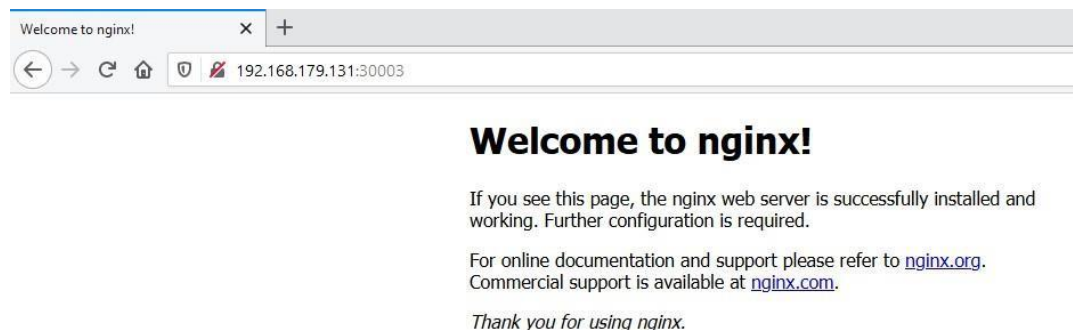 Welcome to nginx!
192.168.179.131:30003
Welcome to nginx!
If you see this page, the nginx web server is successfully installed and
working. Further configuration is required.
For online documentation and support please refer to nginx.org.
Commercial support is available at nginx.com.
Thank you for using nginx.